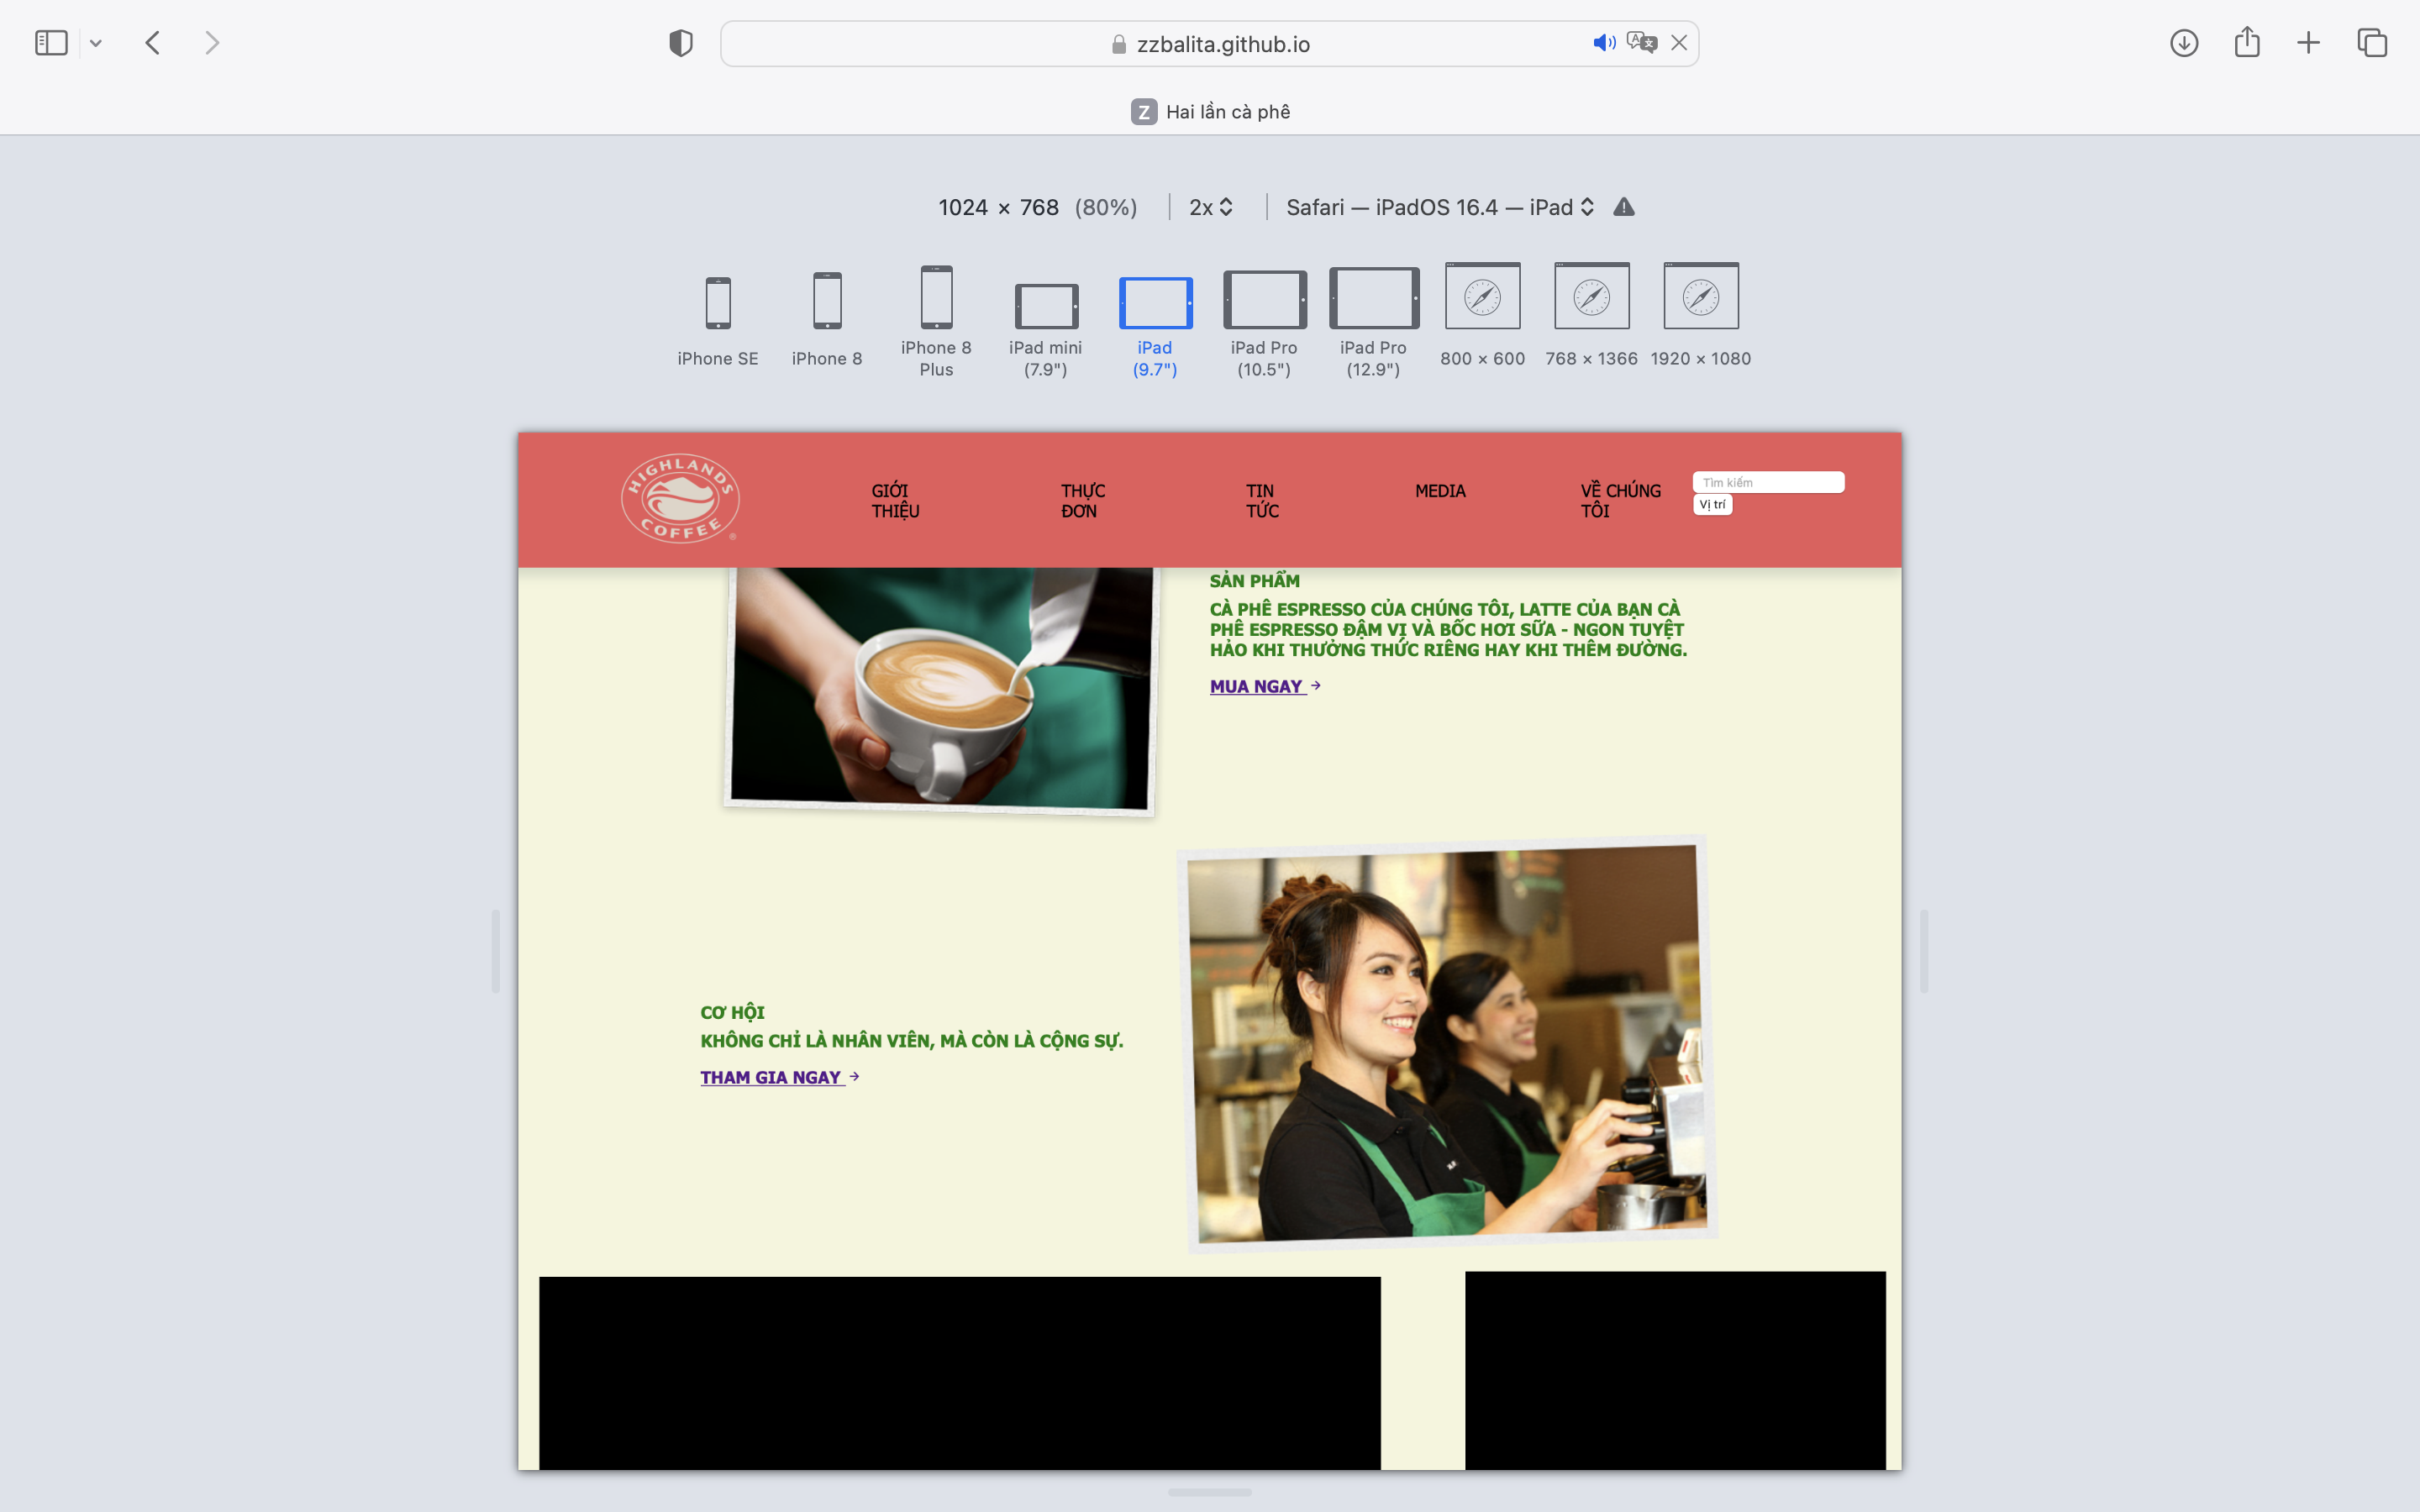 zzbalita.github.io
Z Hai lần cà phê
1024 × 768 (80%) 2x Safari — iPadOS 16.4 — iPad
iPhone SE
iPhone 8
iPhone 8
Plus
iPad mini
(7.9")
iPad
(9.7")
iPad Pro
(10.5")
iPad Pro
(12.9")
800 × 600
768 × 1366
1920 × 1080
HIGHLANDS
COFFEE
®
GIỚI
THIỆU
THỰC
ĐƠN
TIN
TỨC
MEDIA
VỀ CHÚNG
TÔI
Tìm kiếm
Vị trí
SẢN PHẨM
CÀ PHÊ ESPRESSO CỦA CHÚNG TÔI, LATTE CỦA BẠN CÀ
PHÊ ESPRESSO ĐẬM VỊ VÀ BỐC HƠI SỮA - NGON TUYỆT
HẢO KHI THƯỞNG THỨC RIÊNG HAY KHI THÊM ĐƯỜNG.
MUA NGAY →
CƠ HỘI
KHÔNG CHỈ LÀ NHÂN VIÊN, MÀ CÒN LÀ CỘNG SỰ.
THAM GIA NGAY →